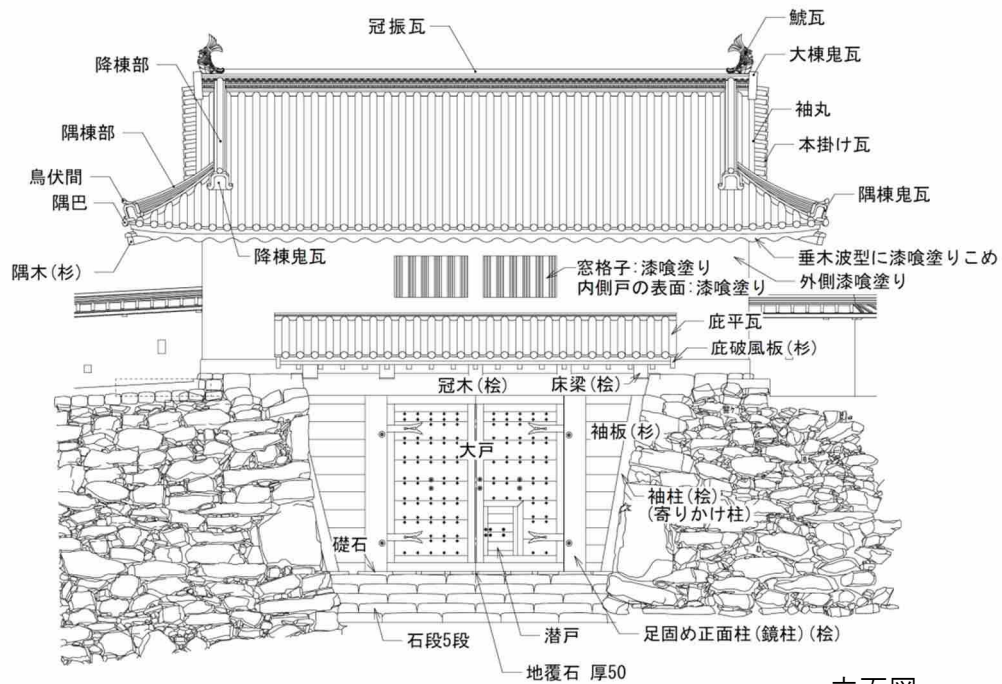 冠振瓦
鯱瓦
大棟鬼瓦
降棟部
袖丸
隅棟部
本掛け瓦
鳥伏間
隅棟鬼瓦
隅巴
降棟鬼瓦
隅木(杉)
垂木波型に漆喰塗りこめ
窓格子:漆喰塗り
内側戸の表面:漆喰塗り
外側漆喰塗り
庇平瓦
庇破風板(杉)
冠木(桧)
床梁(桧)
袖板(杉)
大戸
袖柱(桧)
(寄りかけ柱)
礎石
石段5段
潜戸
足固め正面柱(鏡柱)(桧)
地覆石 厚50